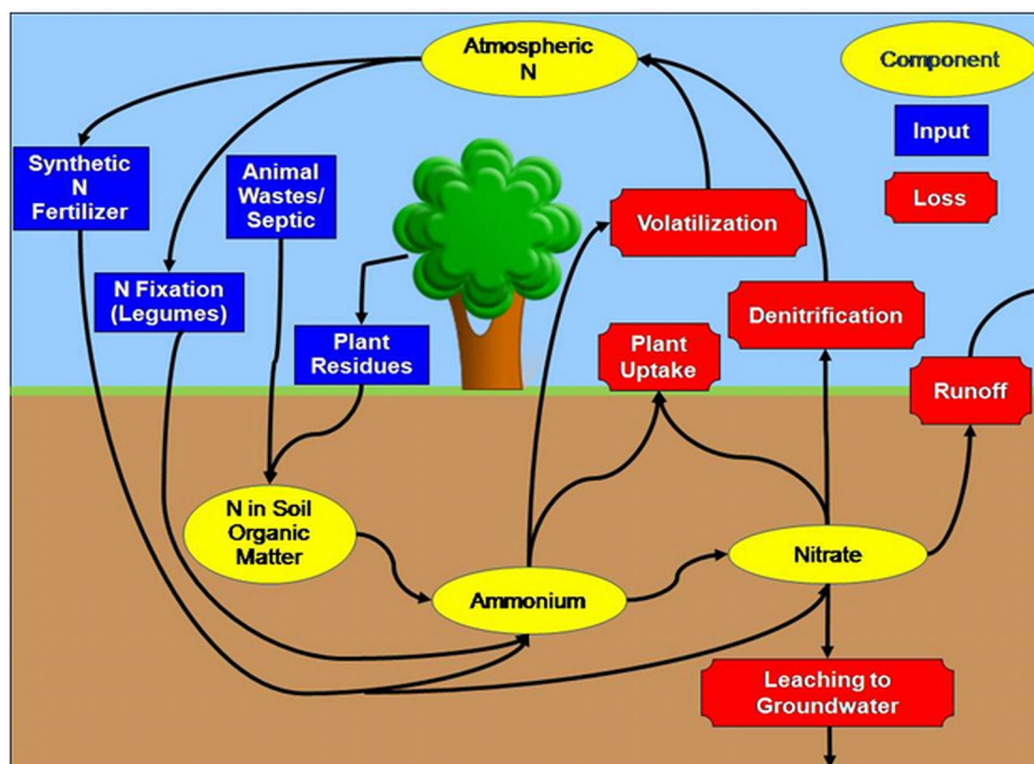 Atmospheric
N
Component
Input
Loss
Synthetic
N
Fertilizer
Animal
Wastes/
Septic
Volatilization
N Fixation
(Legumes)
Plant
Residues
Plant
Uptake
Denitrification
Runoff
N in Soil
Organic
Matter
Ammonium
Nitrate
Leaching to
Groundwater